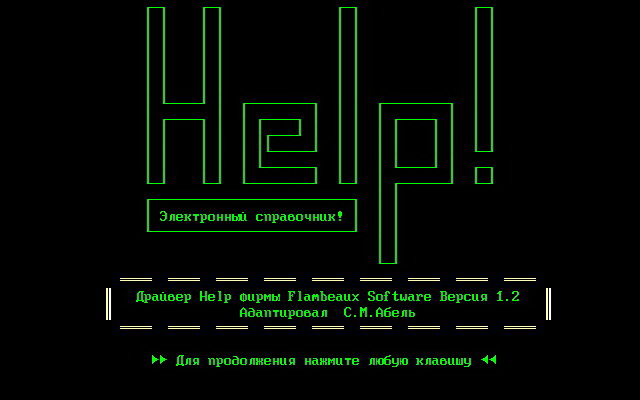 Help!
Электронный справочник!
Драйвер Help фирмы Flambeaux Software Версия 1.2
Адаптировал С.М.Абель
Для продолжения нажмите любую клавишу